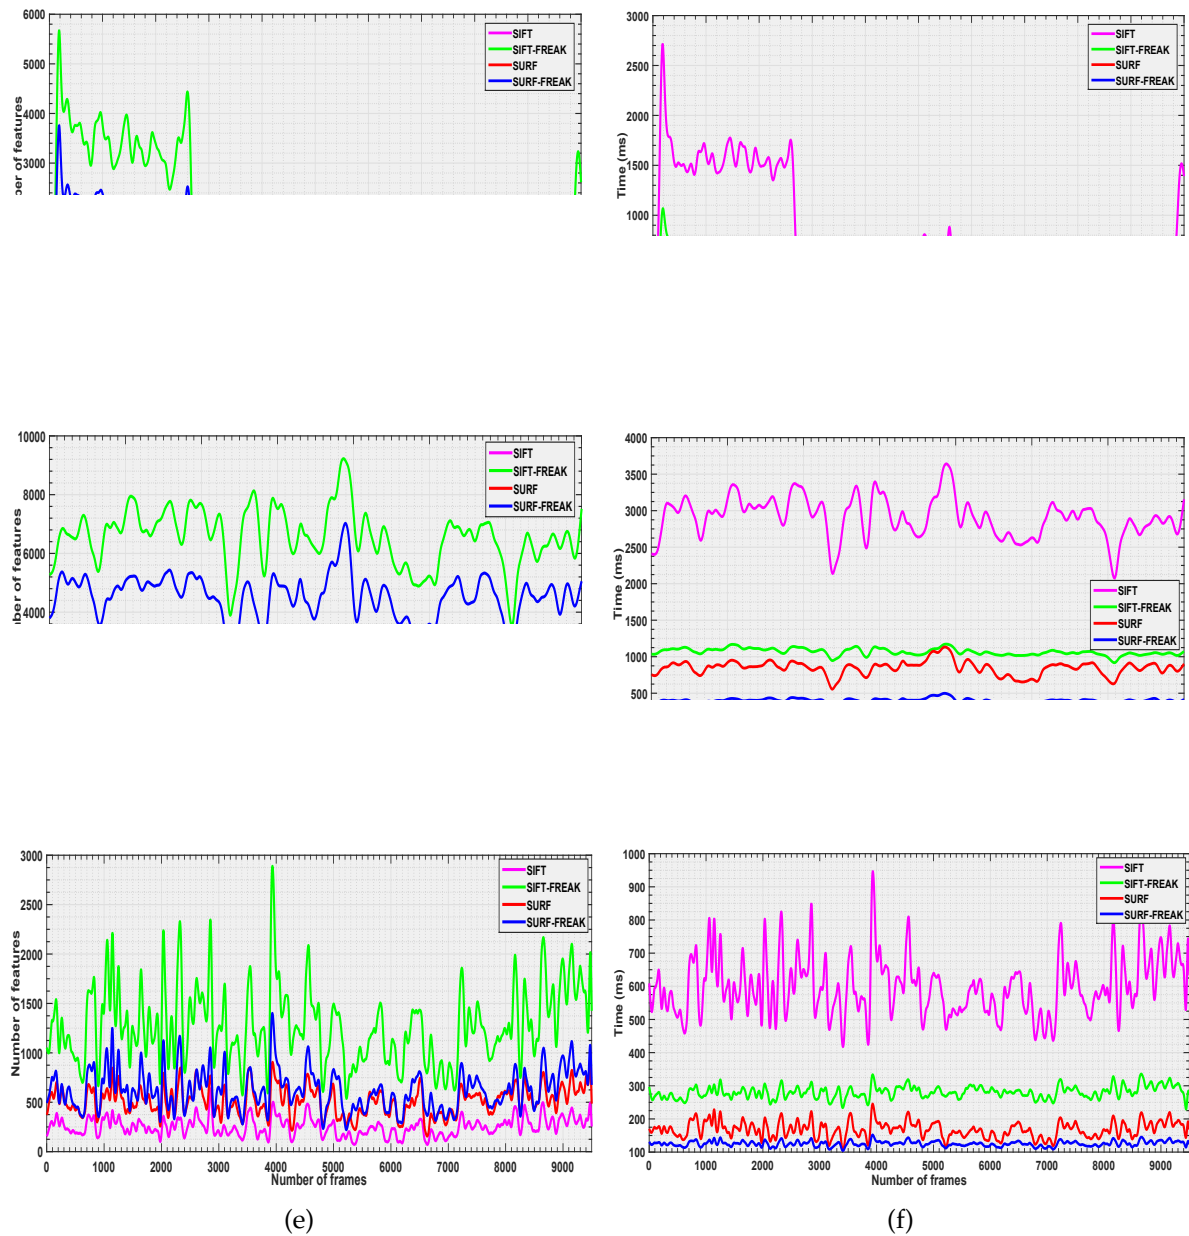 6000
5000
4000
3000
ber of features
SIFT
SIFT-FREAK
SURF
SURF-FREAK
3000
2500
2000
1500
1000
Time (ms)
SIFT
SIFT-FREAK
SURF
SURF-FREAK
10000
8000
6000
4000
ber of features
SIFT
SIFT-FREAK
SURF
SURF-FREAK
4000
3500
3000
2500
2000
1500
1000
500
Time (ms)
SIFT
SIFT-FREAK
SURF
SURF-FREAK
3000
2500
2000
1500
1000
500
0
Number of features
SIFT
SIFT-FREAK
SURF
SURF-FREAK
0 1000 2000 3000 4000 5000 6000 7000 8000 9000
Number of frames
(e)
1000
900
800
700
600
500
400
300
200
100
Time (ms)
SIFT
SIFT-FREAK
SURF
SURF-FREAK
0 1000 2000 3000 4000 5000 6000 7000 8000 9000
Number of frames
(f)